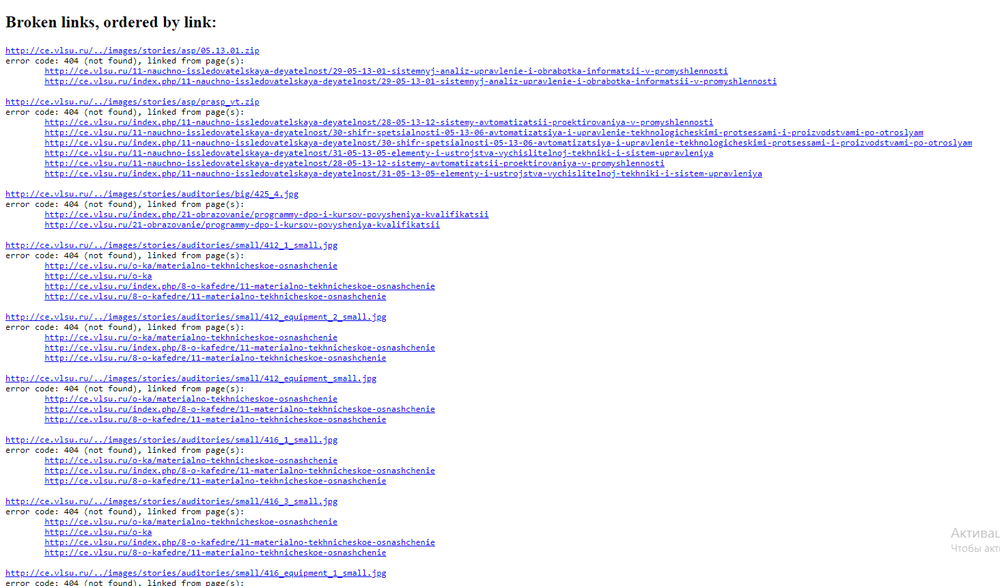 Broken links, ordered by link:
http://ce.vlsu.ru/../images/stories/asp/05.13.01.zip
error code: 404 (not found), linked from page(s):
http://ce.vlsu.ru/11-nauchno-issledovatelskaya-deyatelnost/29-05-13-01-sistemnyj-analiz-upravlenie-i-obrabotka-informatsii-v-promyshlennosti
http://ce.vlsu.ru/index.php/11-nauchno-issledovatelskaya-deyatelnost/29-05-13-01-sistemnyj-analiz-upravlenie-i-obrabotka-informatsii-v-promyshlennosti
http://ce.vlsu.ru/../images/stories/asp/prasp_vt.zip
error code: 404 (not found), linked from page(s):
http://ce.vlsu.ru/index.php/11-nauchno-issledovatelskaya-deyatelnost/28-05-13-12-sistemy-avtomatizatsii-proektirovaniya-v-promyshlennosti
http://ce.vlsu.ru/11-nauchno-issledovatelskaya-deyatelnost/30-shifr-spetsialnosti-05-13-06-avtomatizatsiya-i-upravlenie-tekhnologicheskimi-protsessami-i-proizvodstvami-po-otroslyam
http://ce.vlsu.ru/index.php/11-nauchno-issledovatelskaya-deyatelnost/30-shifr-spetsialnosti-05-13-06-avtomatizatsiya-i-upravlenie-tekhnologicheskimi-protsessami-i-proizvodstvami-po-otroslyam
http://ce.vlsu.ru/11-nauchno-issledovatelskaya-deyatelnost/31-05-13-05-elementy-i-ustrojstva-vychislitelnoj-tekhniki-i-sistem-upravleniya
http://ce.vlsu.ru/11-nauchno-issledovatelskaya-deyatelnost/28-05-13-12-sistemy-avtomatizatsii-proektirovaniya-v-promyshlennosti
http://ce.vlsu.ru/index.php/11-nauchno-issledovatelskaya-deyatelnost/31-05-13-05-elementy-i-ustrojstva-vychislitelnoj-tekhniki-i-sistem-upravleniya
http://ce.vlsu.ru/../images/stories/auditories/big/425_4.jpg
error code: 404 (not found), linked from page(s):
http://ce.vlsu.ru/index.php/21-obrazovanie/programmy-dpo-i-kursov-povysheniya-kvalifikatsii
http://ce.vlsu.ru/21-obrazovanie/programmy-dpo-i-kursov-povysheniya-kvalifikatsii
http://ce.vlsu.ru/../images/stories/auditories/small/412_1_small.jpg
error code: 404 (not found), linked from page(s):
http://ce.vlsu.ru/o-ka/materialno-tekhnicheskoe-osnashchenie
http://ce.vlsu.ru/o-ka
http://ce.vlsu.ru/index.php/8-o-kafedre/11-materialno-tekhnicheskoe-osnashchenie
http://ce.vlsu.ru/8-o-kafedre/11-materialno-tekhnicheskoe-osnashchenie
http://ce.vlsu.ru/../images/stories/auditories/small/412_equipment_2_small.jpg
error code: 404 (not found), linked from page(s):
http://ce.vlsu.ru/o-ka/materialno-tekhnicheskoe-osnashchenie
http://ce.vlsu.ru/index.php/8-o-kafedre/11-materialno-tekhnicheskoe-osnashchenie
http://ce.vlsu.ru/8-o-kafedre/11-materialno-tekhnicheskoe-osnashchenie
http://ce.vlsu.ru/../images/stories/auditories/small/412_equipment_small.jpg
error code: 404 (not found), linked from page(s):
http://ce.vlsu.ru/o-ka/materialno-tekhnicheskoe-osnashchenie
http://ce.vlsu.ru/index.php/8-o-kafedre/11-materialno-tekhnicheskoe-osnashchenie
http://ce.vlsu.ru/8-o-kafedre/11-materialno-tekhnicheskoe-osnashchenie
http://ce.vlsu.ru/../images/stories/auditories/small/416_1_small.jpg
error code: 404 (not found), linked from page(s):
http://ce.vlsu.ru/o-ka/materialno-tekhnicheskoe-osnashchenie
http://ce.vlsu.ru/index.php/8-o-kafedre/11-materialno-tekhnicheskoe-osnashchenie
http://ce.vlsu.ru/8-o-kafedre/11-materialno-tekhnicheskoe-osnashchenie
http://ce.vlsu.ru/../images/stories/auditories/small/416_3_small.jpg
error code: 404 (not found), linked from page(s):
http://ce.vlsu.ru/o-ka/materialno-tekhnicheskoe-osnashchenie
http://ce.vlsu.ru/o-ka
http://ce.vlsu.ru/index.php/8-o-kafedre/11-materialno-tekhnicheskoe-osnashchenie
http://ce.vlsu.ru/8-o-kafedre/11-materialno-tekhnicheskoe-osnashchenie
Активац
Чтобы акти
http://ce.vlsu.ru/../images/stories/auditories/small/416_equipment_1_small.jpg
error code: 404 (not found), linked from page(s):